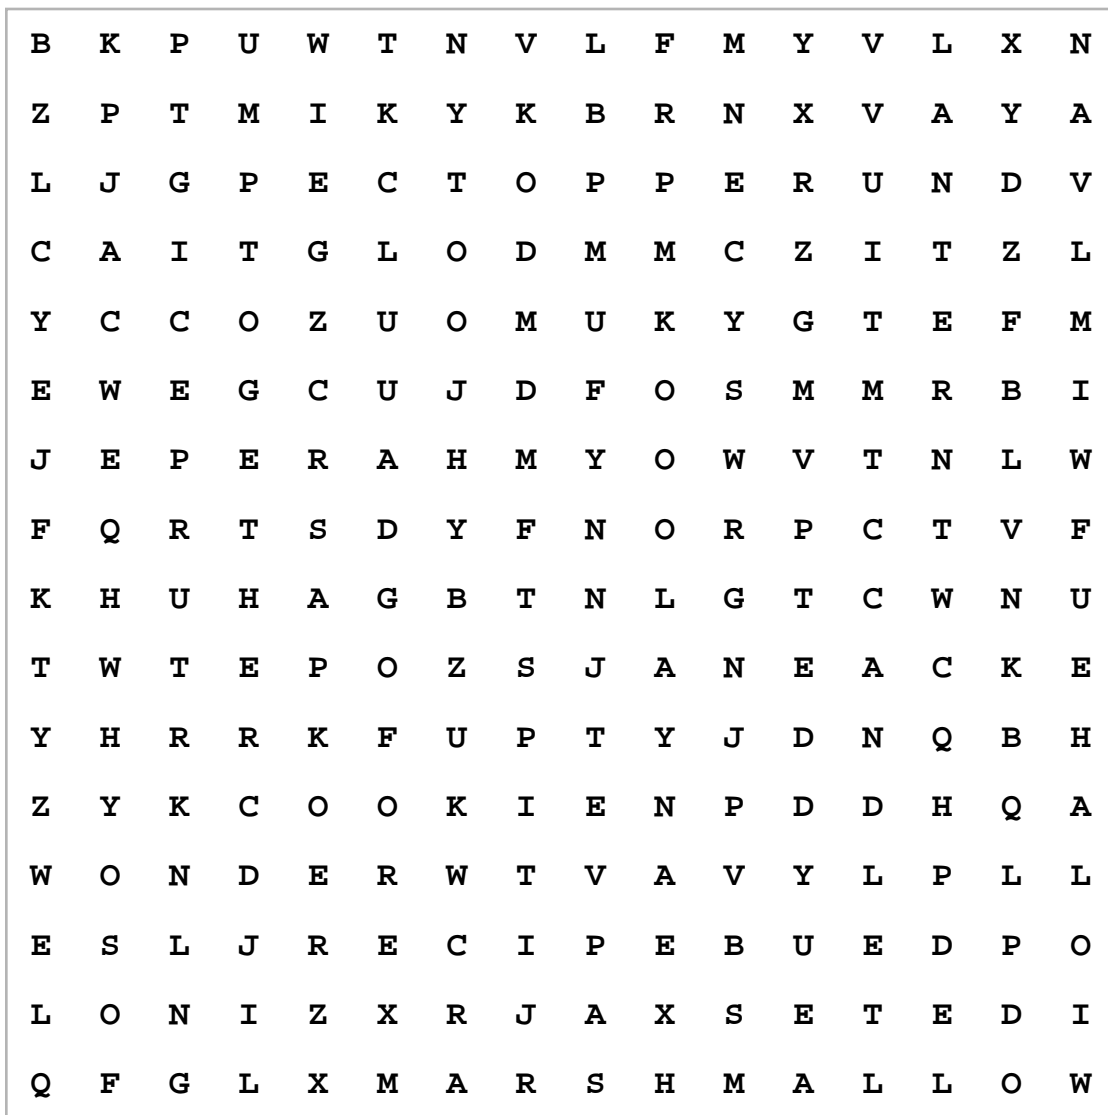 B K P U W T N V L F M Y V L X N
Z P T M I K Y K B R N X V A Y A
L J G P E C T O P P E R U N D V
C A I T G L O D M M C Z I T Z L
Y C C O Z U O M U K Y G T E F M
E W E G C U J D F O S M M R B I
J E P E R A H M Y O W V T N L W
F Q R T S D Y F N O R P C T V F
K H U H A G B T N L G T C W N U
T W T E P O Z S J A N E A C K E
Y H R R K F U P T Y J D N Q B H
Z Y K C O O K I E N P D D H Q A
W O N D E R W T V A V Y L P L L
E S L J R E C I P E B U E D P O
L O N I Z X R J A X S E T E D I
Q F G L X M A R S H M A L L O W